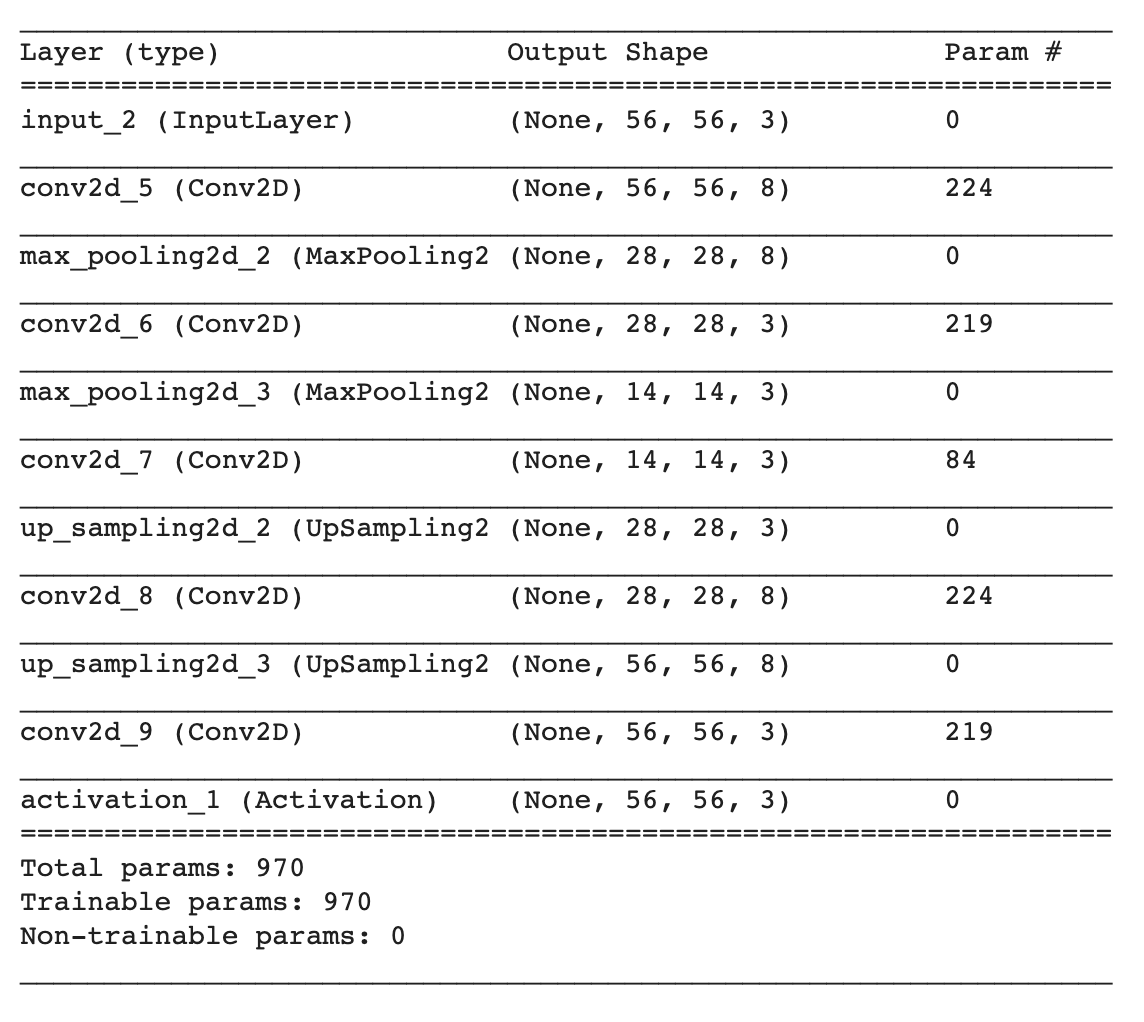 Layer (type) Output Shape Param #
=================================================================
input_2 (InputLayer) (None, 56, 56, 3) 0
conv2d_5 (Conv2D) (None, 56, 56, 8) 224
max_pooling2d_2 (MaxPooling2 (None, 28, 28, 8) 0
conv2d_6 (Conv2D) (None, 28, 28, 3) 219
max_pooling2d_3 (MaxPooling2 (None, 14, 14, 3) 0
conv2d_7 (Conv2D) (None, 14, 14, 3) 84
up_sampling2d_2 (UpSampling2 (None, 28, 28, 3) 0
conv2d_8 (Conv2D) (None, 28, 28, 8) 224
up_sampling2d_3 (UpSampling2 (None, 56, 56, 8) 0
conv2d_9 (Conv2D) (None, 56, 56, 3) 219
activation_1 (Activation) (None, 56, 56, 3) 0
=================================================================
Total params: 970
Trainable params: 970
Non-trainable params: 0